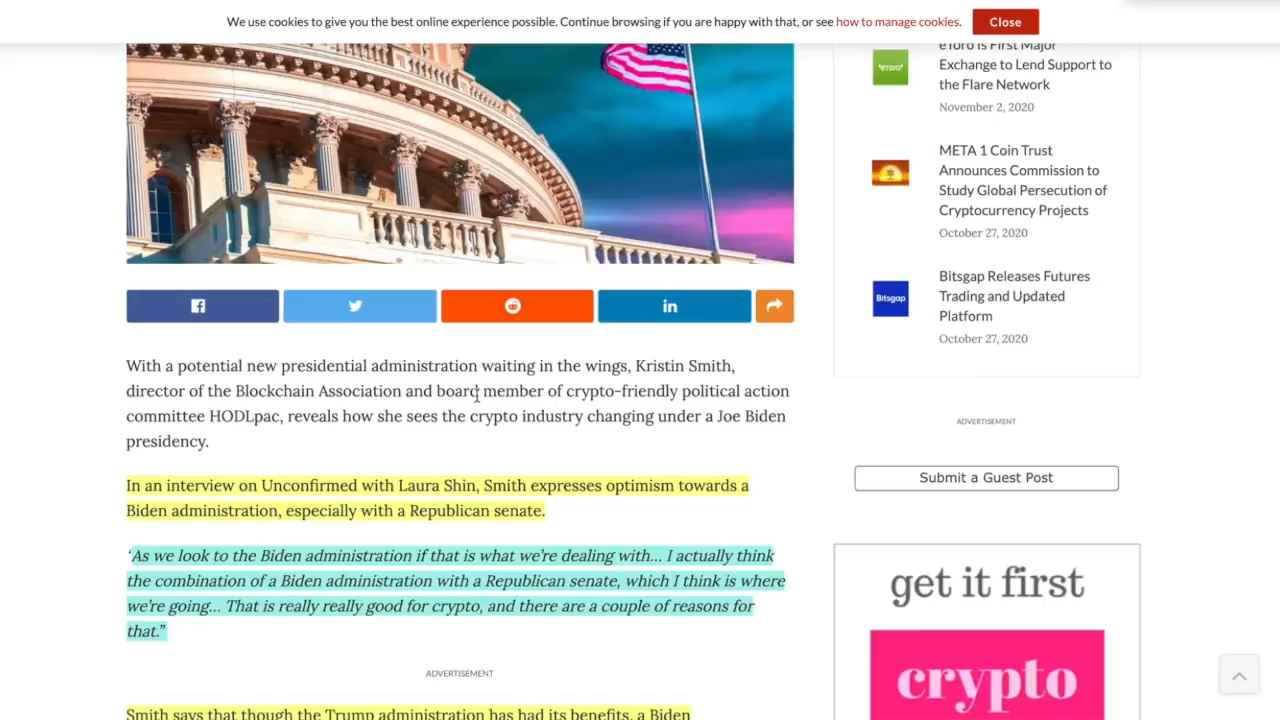 We use cookies to give you the best online experience possible. Continue browsing if you are happy with that, or see how to manage cookies.
Close
With a potential new presidential administration waiting in the wings, Kristin Smith,
director of the Blockchain Association and board member of crypto-friendly political action
committee HODLpac, reveals how she sees the crypto industry changing under a Joe Biden
presidency.
In an interview on Unconfirmed with Laura Shin, Smith expresses optimism towards a
Biden administration, especially with a Republican senate.
‘As we look to the Biden administration if that is what we’re dealing with… I actually think
the combination of a Biden administration with a Republican senate, which I think is where
we’re going… That is really really good for crypto, and there are a couple of reasons for
that.”
ADVERTISEMENT
Smith says that though the Trump administration has had its benefits, a Biden
eToro is First Major
Exchange to Lend Support to
the Flare Network
November 2, 2020
META 1 Coin Trust
Announces Commission to
Study Global Persecution of
Cryptocurrency Projects
October 27, 2020
Bitsgap
Bitsgap Releases Futures
Trading and Updated
Platform
October 27, 2020
ADVERTISEMENT
Submit a Guest Post
get it first
crypto